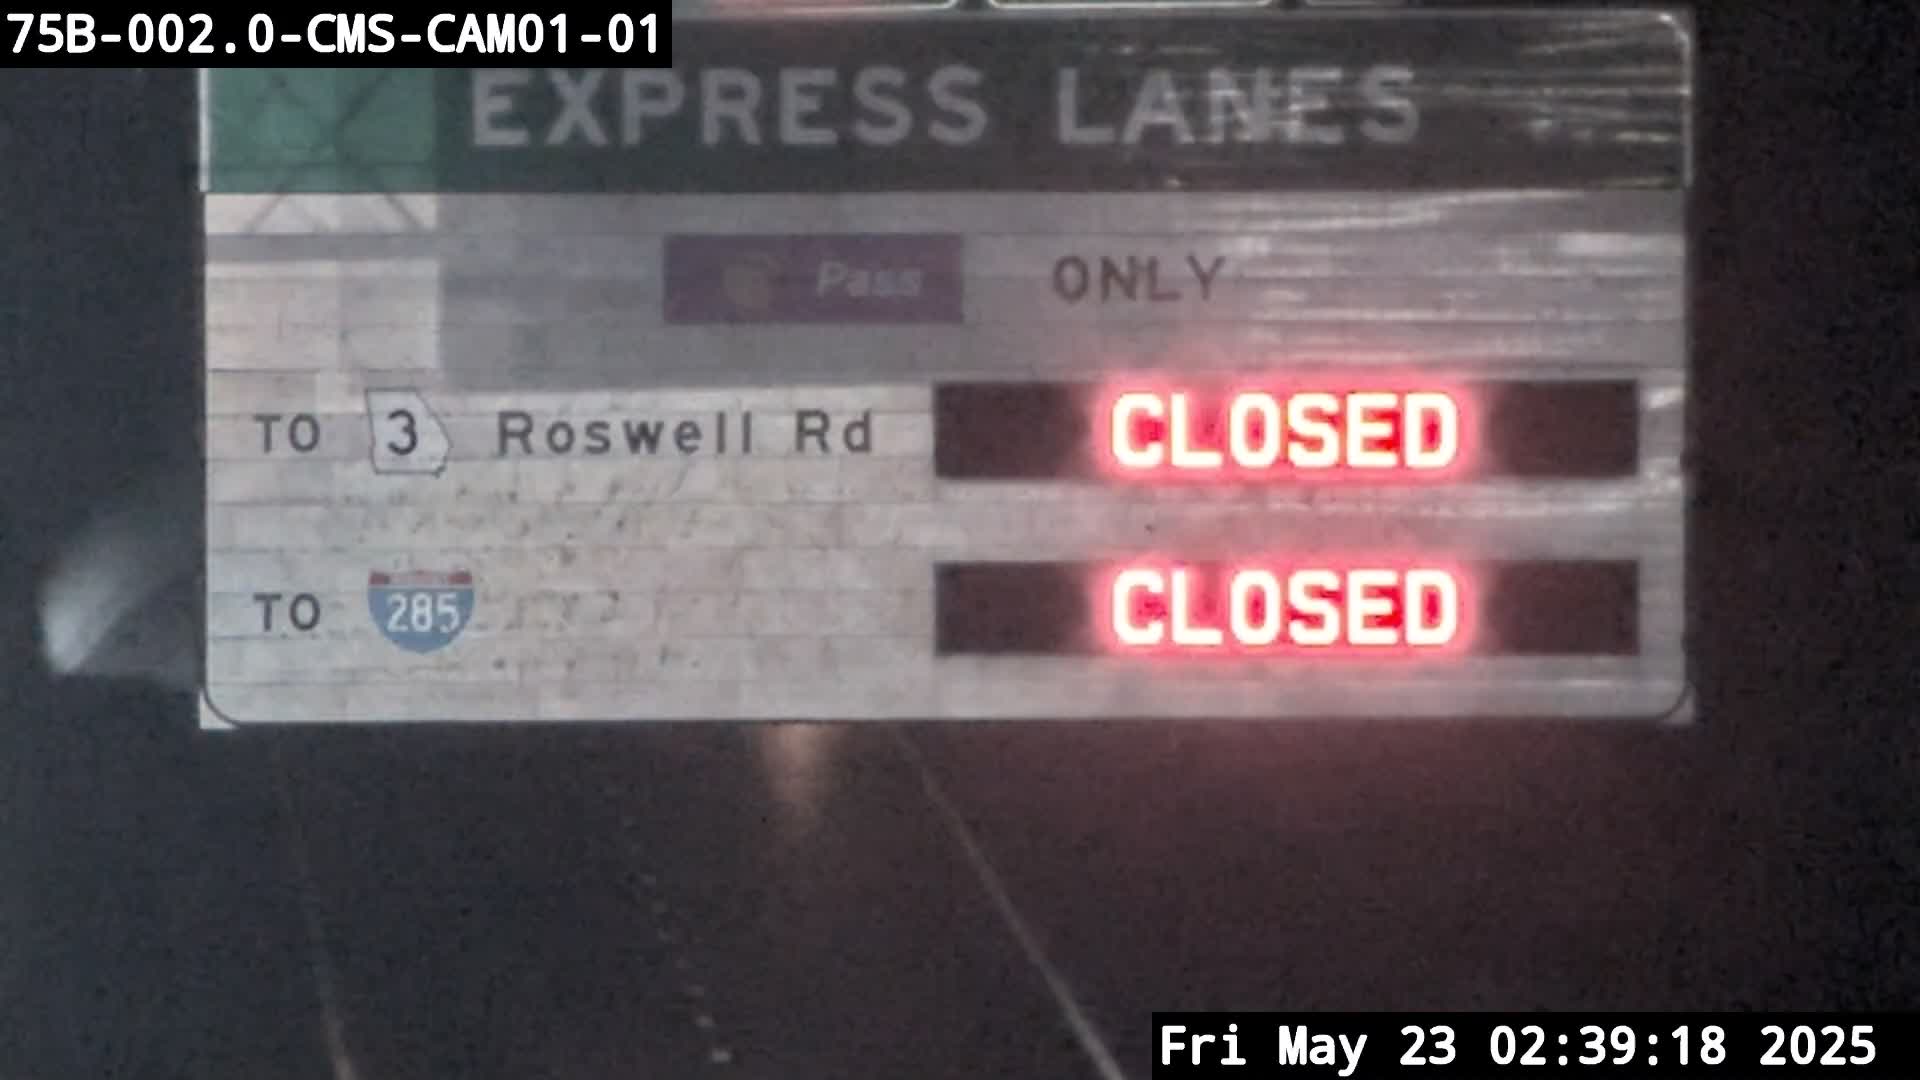 75B-002.0-CMS-CAM01-01
EXPRESS LANES
Pass ONLY
TO 3 Roswell Rd CLOSED
TO 285 CLOSED
Fri May 23 02:39:18 2025